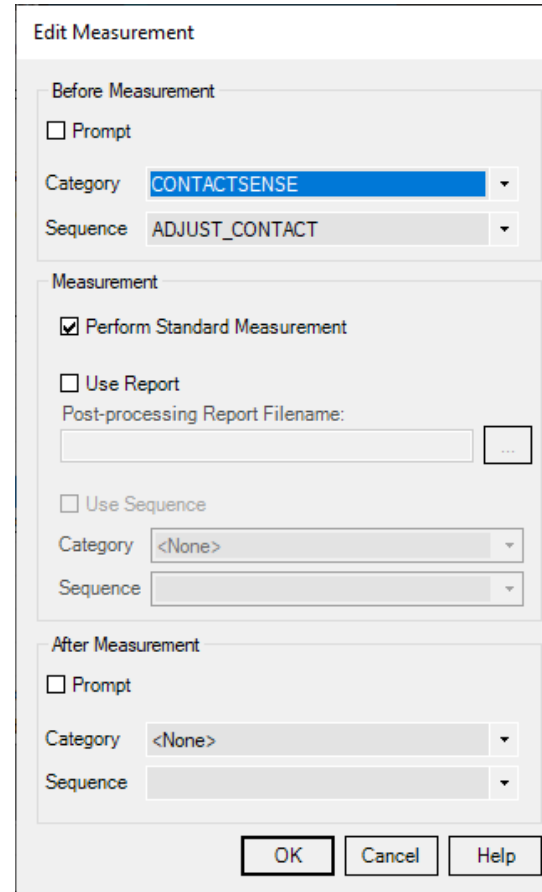 Edit Measurement
Before Measurement
Prompt
Category CONTACTSENSE
Sequence ADJUST_CONTACT
Measurement
Perform Standard Measurement
Use Report
Post-processing Report Filename:
...
Use Sequence
Category <None>
Sequence
After Measurement
Prompt
Category <None>
Sequence
OK Cancel Help